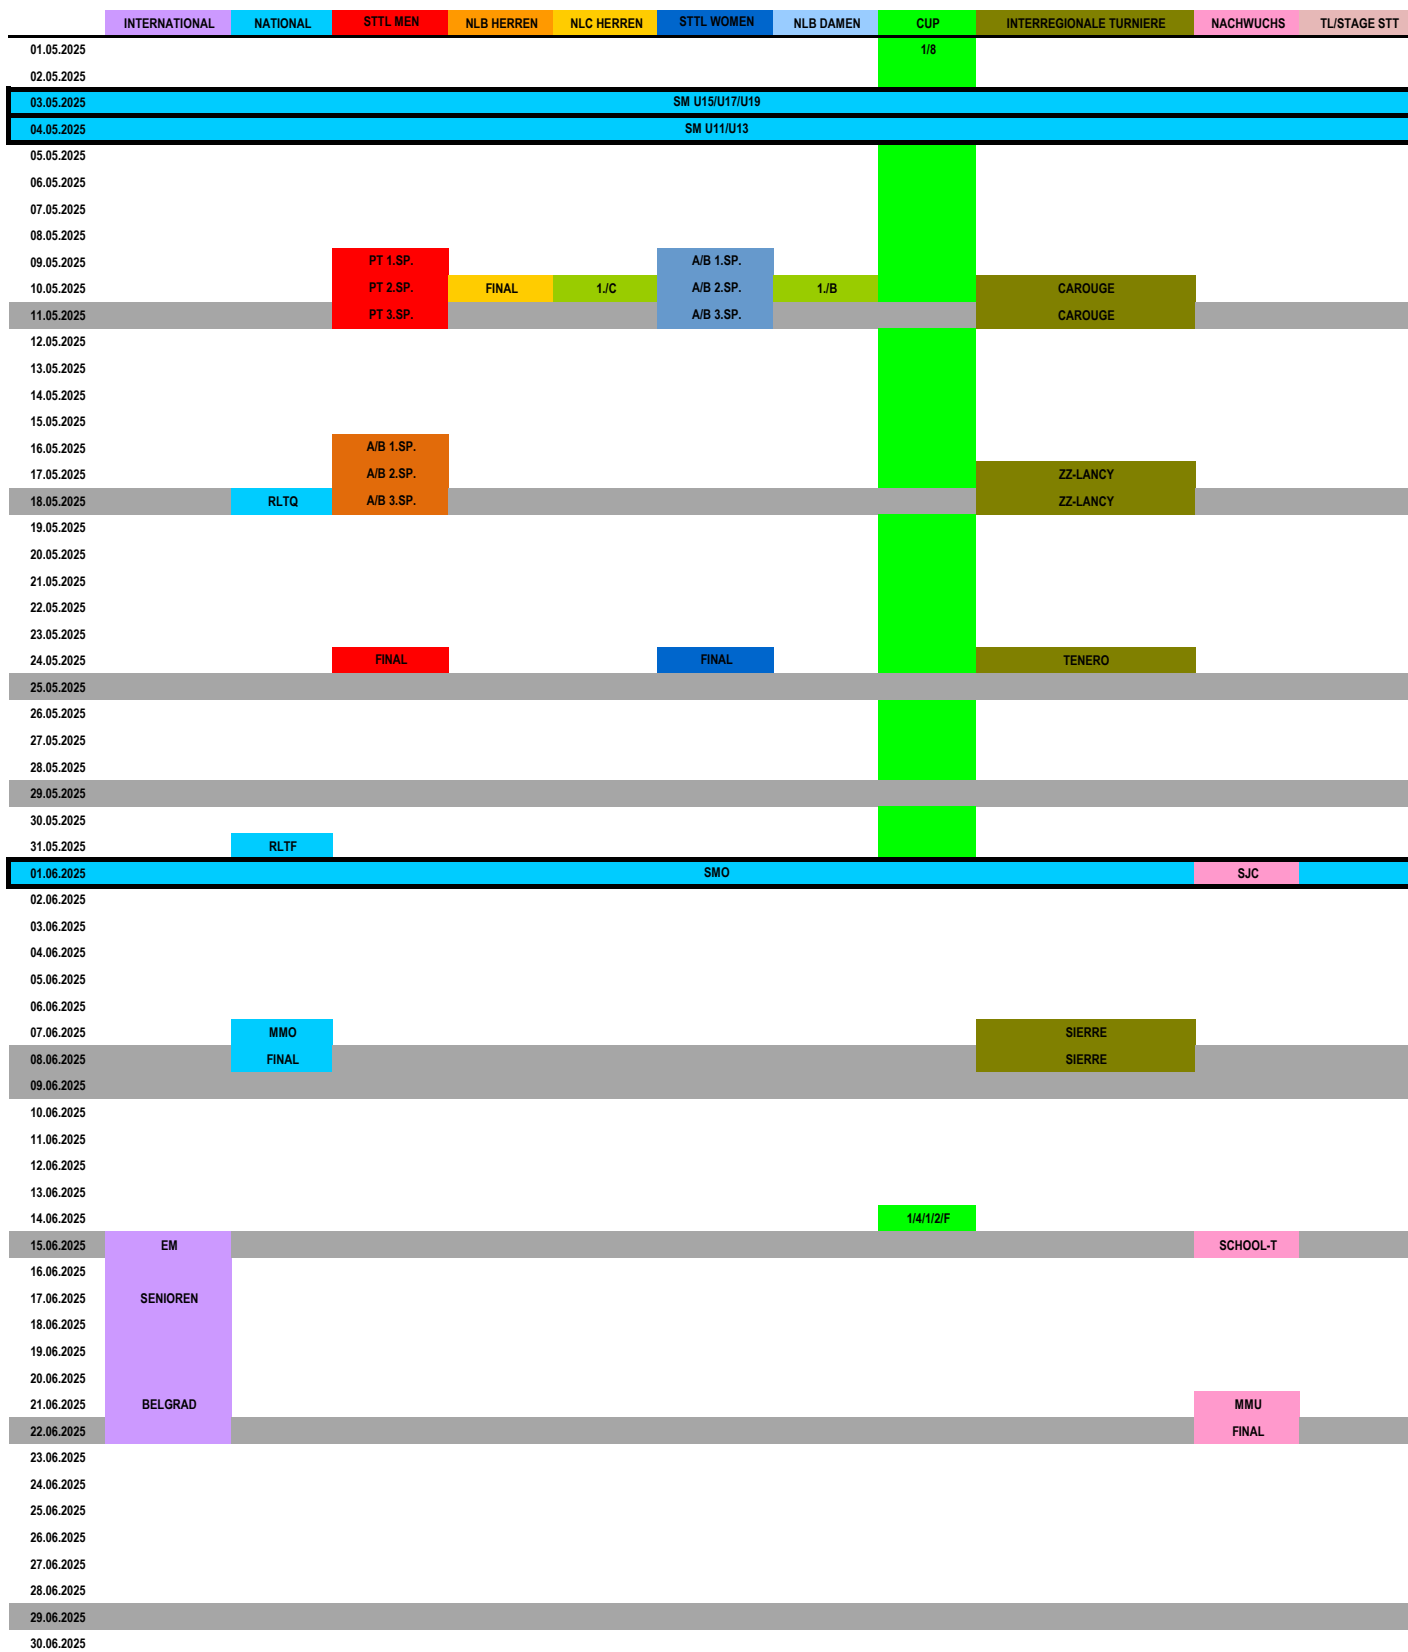 INTERNATIONAL NATIONAL STTL MEN NLB HERREN NLC HERREN STTL WOMEN NLB DAMEN CUP INTERREGIONALE TURNIERE NACHWUCHS TL/STAGE STT
01.05.2025 1/8
02.05.2025
03.05.2025 SM U15/U17/U19
04.05.2025 SM U11/U13
05.05.2025
06.05.2025
07.05.2025
08.05.2025
09.05.2025 PT 1.SP. A/B 1.SP.
10.05.2025 PT 2.SP. FINAL 1./C A/B 2.SP. 1./B CAROUGE
11.05.2025 PT 3.SP. A/B 3.SP. CAROUGE
12.05.2025
13.05.2025
14.05.2025
15.05.2025
16.05.2025 A/B 1.SP.
17.05.2025 A/B 2.SP. ZZ-LANCY
18.05.2025 RLTQ A/B 3.SP. ZZ-LANCY
19.05.2025
20.05.2025
21.05.2025
22.05.2025
23.05.2025
24.05.2025 FINAL FINAL TENERO
25.05.2025
26.05.2025
27.05.2025
28.05.2025
29.05.2025
30.05.2025
31.05.2025 RLTF
01.06.2025 SMO SJC
02.06.2025
03.06.2025
04.06.2025
05.06.2025
06.06.2025
07.06.2025 MMO SIERRE
08.06.2025 FINAL SIERRE
09.06.2025
10.06.2025
11.06.2025
12.06.2025
13.06.2025
14.06.2025 1/4/1/2/F
15.06.2025 EM SCHOOL-T
16.06.2025
17.06.2025 SENIOREN
18.06.2025
19.06.2025
20.06.2025
21.06.2025 BELGRAD MMU
22.06.2025 FINAL
23.06.2025
24.06.2025
25.06.2025
26.06.2025
27.06.2025
28.06.2025
29.06.2025
30.06.2025